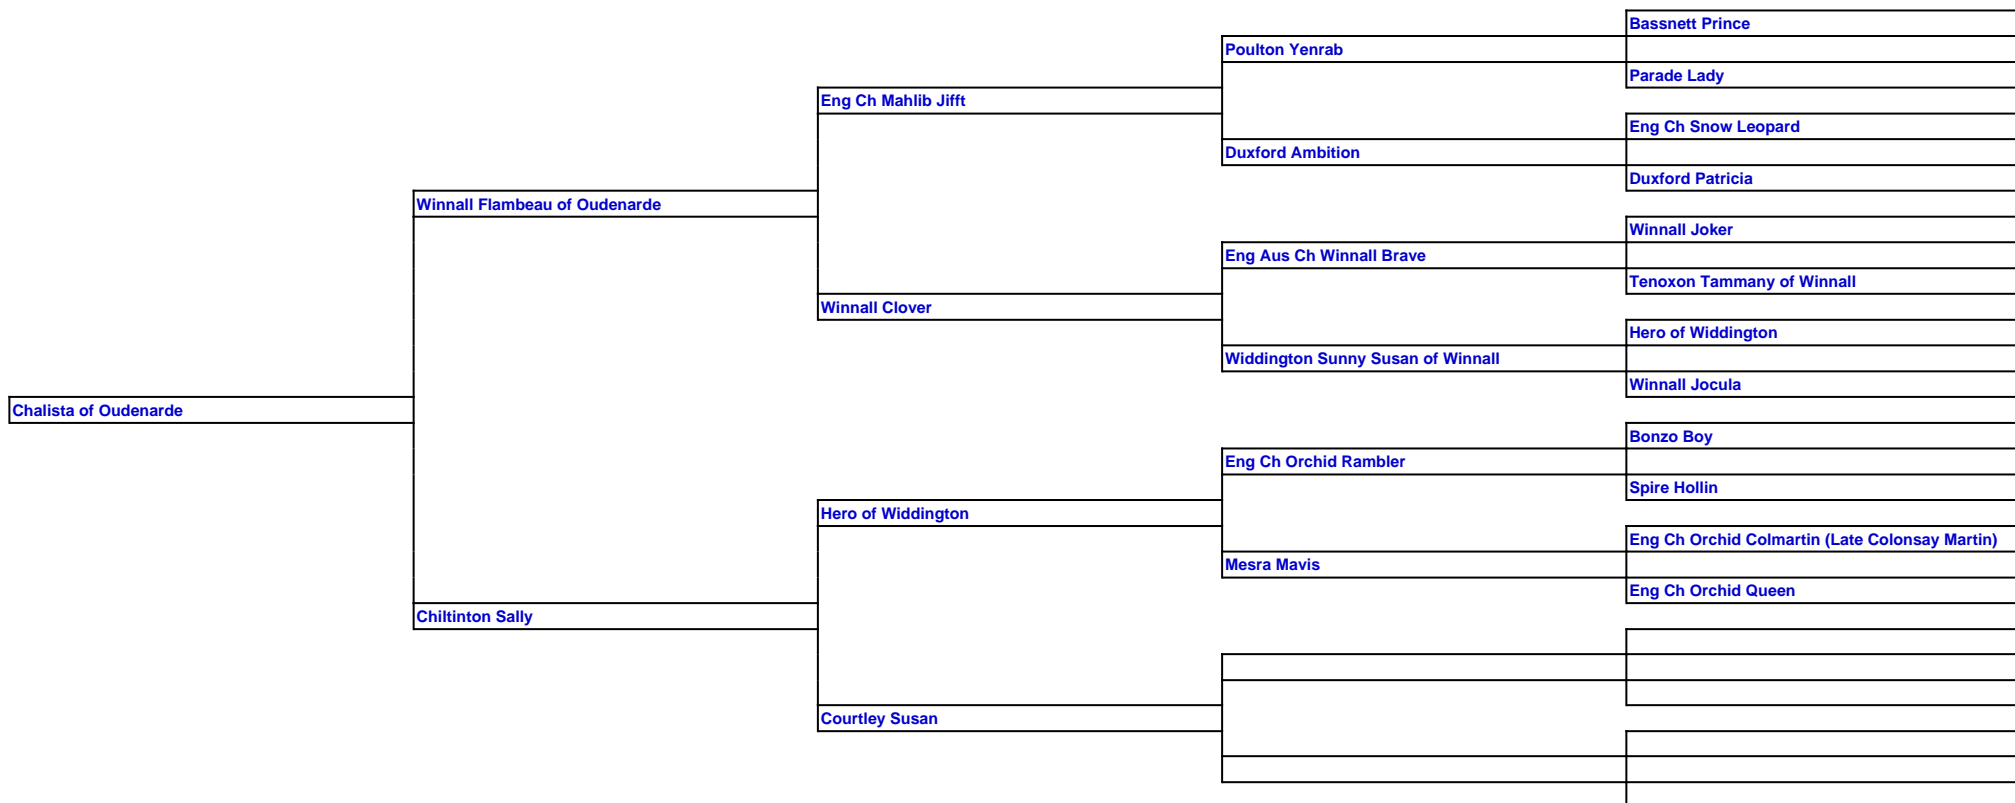 Bassnett Prince
Poulton Yenrab
Parade Lady
Eng Ch Mahlib Jifft
Eng Ch Snow Leopard
Duxford Ambition
Duxford Patricia
Winnall Flambeau of Oudenarde
Winnall Joker
Eng Aus Ch Winnall Brave
Tenoxon Tammany of Winnall
Winnall Clover
Hero of Widdington
Widdington Sunny Susan of Winnall
Winnall Jocula
Chalista of Oudenarde
Bonzo Boy
Eng Ch Orchid Rambler
Spire Hollin
Hero of Widdington
Eng Ch Orchid Colmartin (Late Colonsay Martin)
Mesra Mavis
Eng Ch Orchid Queen
Chiltinton Sally
Courtley Susan